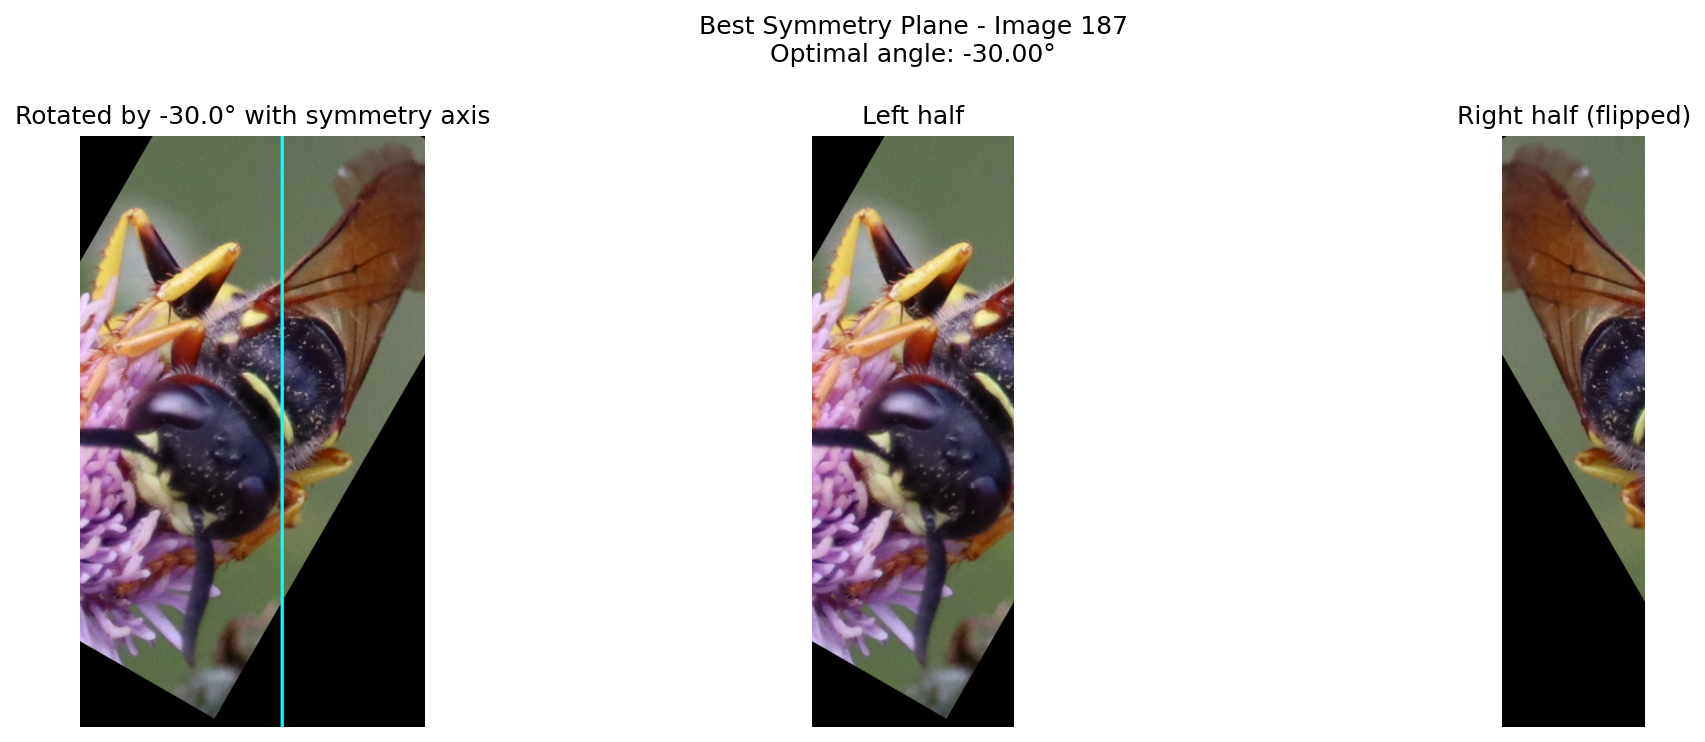 Best Symmetry Plane - Image 187
Optimal angle: -30.00°
Rotated by -30.0° with symmetry axis
Left half
Right half (flipped)